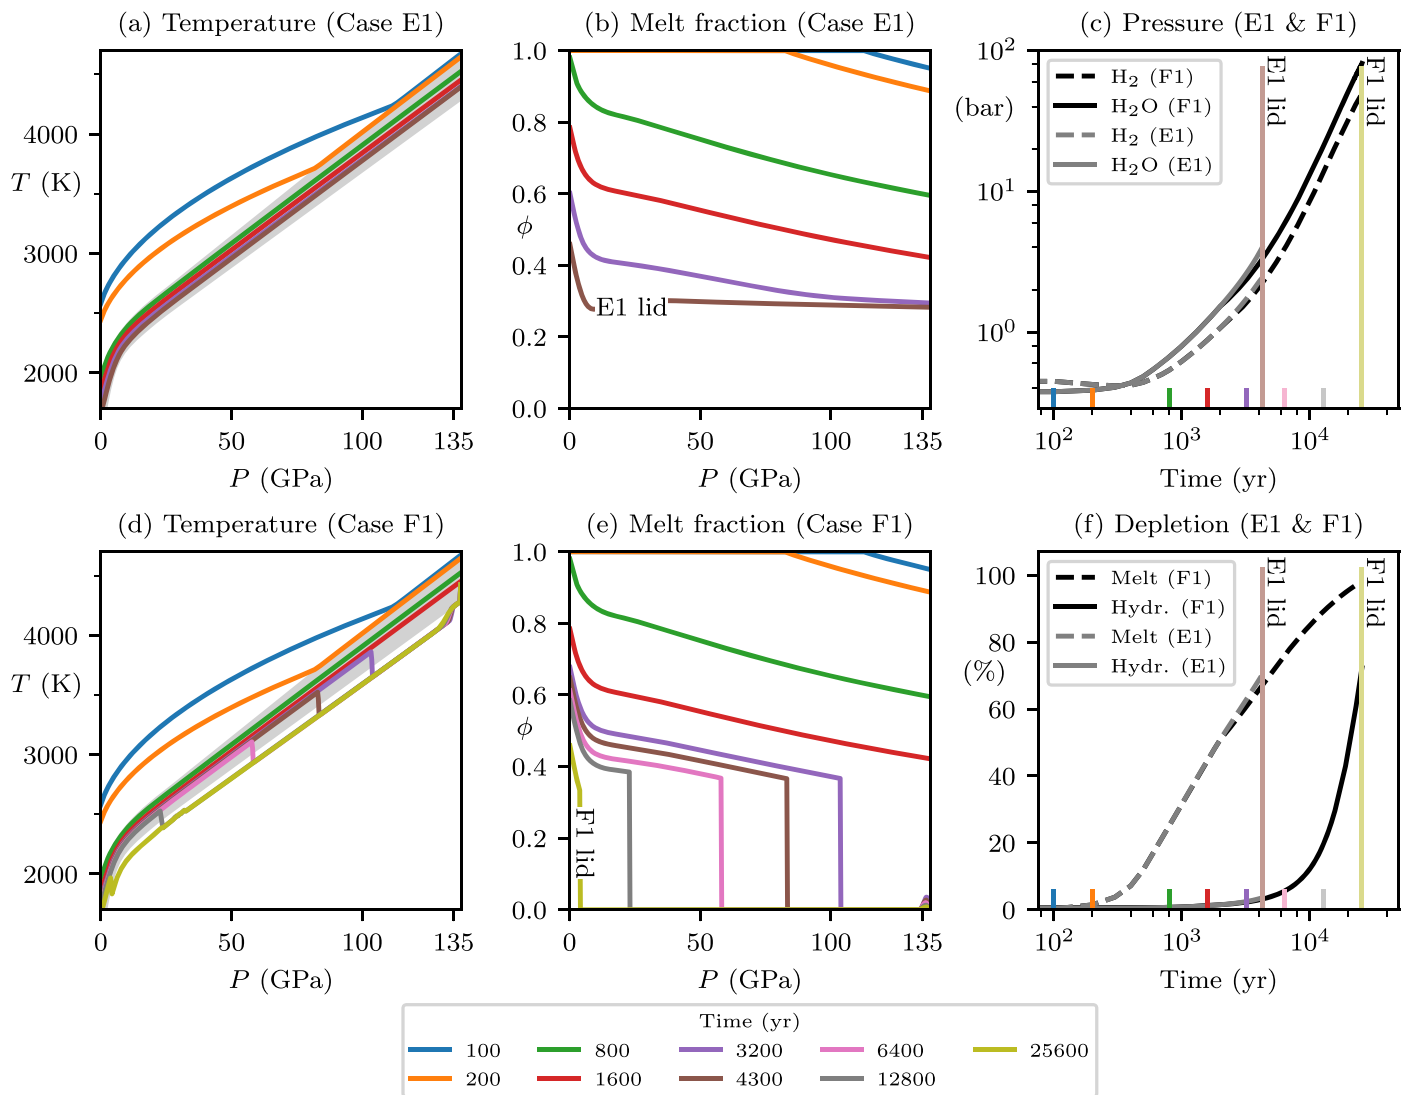 (a) Temperature (Case E1)
4000
T (K)
3000
2000
0 50 100 135
P (GPa)
(b) Melt fraction (Case E1)
1.0
0.8
0.6
ϕ
0.4
E1 lid
0.2
0.0
0 50 100 135
P (GPa)
(c) Pressure (E1 & F1)
10²
(bar)
10¹
10⁰
H₂ (F1)
H₂O (F1)
H₂ (E1)
H₂O (E1)
E1 lid
F1 lid
10² 10³ 10⁴
Time (yr)
(d) Temperature (Case F1)
4000
T (K)
3000
2000
0 50 100 135
P (GPa)
(e) Melt fraction (Case F1)
1.0
0.8
0.6
ϕ
0.4
0.2
0.0
F1 lid
0 50 100 135
P (GPa)
(f) Depletion (E1 & F1)
100
80
(%)
60
40
20
0
Melt (F1)
Hydr. (F1)
Melt (E1)
Hydr. (E1)
E1 lid
F1 lid
10² 10³ 10⁴
Time (yr)
Time (yr)
100 800 3200 6400 25600
200 1600 4300 12800